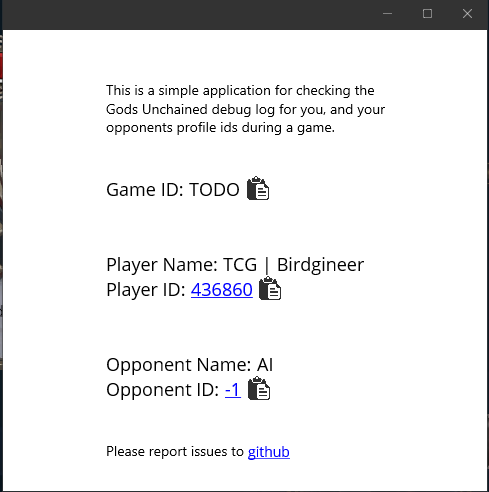 This is a simple application for checking the
Gods Unchained debug log for you, and your
opponents profile ids during a game.
Game ID: TODO
Player Name: TCG | Birdgineer
Player ID: 436860
Opponent Name: AI
Opponent ID: -1
Please report issues to github